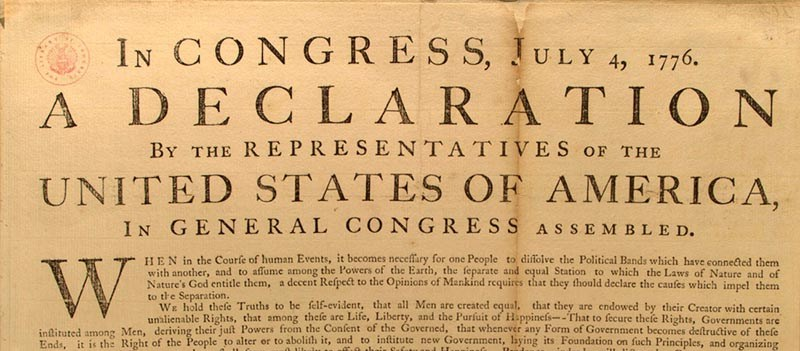 IN CONGRESS, JULY 4, 1776.
A DECLARATION
BY THE REPRESENTATIVES OF THE
UNITED STATES OF AMERICA,
IN GENERAL CONGRESS ASSEMBLED.
WHEN in the Courſe of human Events, it becomes neceſſary for one People to diſſolve the Political Bands which have connected them
with another, and to aſſume among the Powers of the Earth, the ſeparate and equal Station to which the Laws of Nature and of
Nature's God entitle them, a decent Reſpect to the Opinions of Mankind requires that they ſhould declare the cauſes which impel them
to the Separation.
WE hold theſe Truths to be ſelf-evident, that all Men are created equal, that they are endowed by their Creator with certain
unalienable Rights, that among theſe are Life, Liberty, and the Purſuit of Happineſs--That to ſecure theſe Rights, Governments are
inſtituted among Men, deriving their juſt Powers from the Conſent of the Governed, that whenever any Form of Government becomes deſtructive of theſe
Ends, it is the Right of the People to alter or to aboliſh it, and to inſtitute new Government, laying its Foundation on ſuch Principles, and organizing